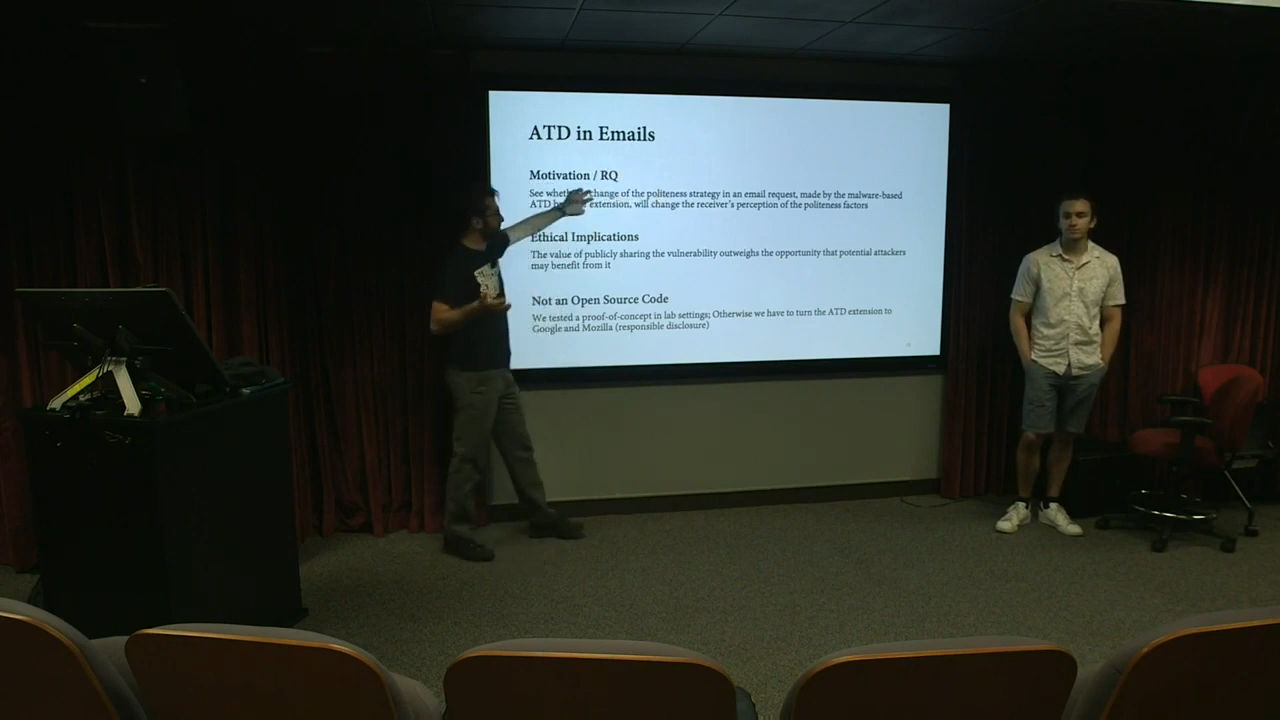 ATD in Emails
Motivation / RQ
See change of the politeness strategy in an email request, made by the malware-based
ATD extension, will change the receiver's perception of the politeness factors
Ethical Implications
The value of publicly sharing the vulnerability outweighs the opportunity that potential attackers
may benefit from it
Not an Open Source Code
We tested a proof-of-concept in lab settings; Otherwise we have to turn the ATD extension to
Google and Mozilla (responsible disclosure)